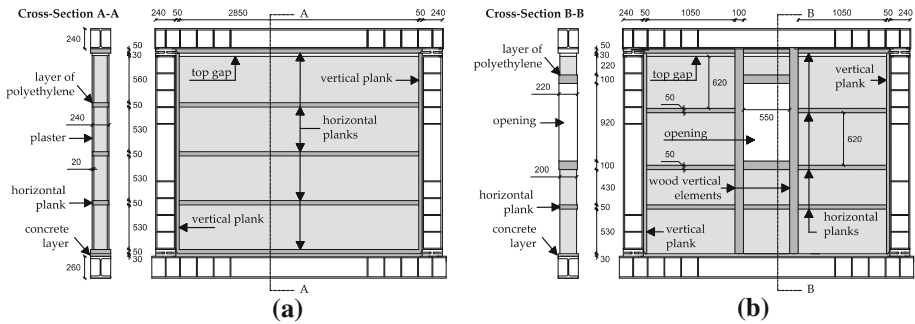 Cross-Section A-A
240
layer of
polyethylene
240
plaster
20
horizontal
plank
concrete
layer
260
240 50 2850 A 50 240
50
30
560
50
530
50
530
50
530
50
30
top gap
vertical plank
horizontal
planks
vertical plank
A
(a)
Cross-Section B-B
layer of
polyethylene
220
opening
200
horizontal
plank
concrete
layer
240 50 1050 100 B 1050 50 240
50
30
220
100
920
100
430
50
530
50
30
top gap
620
vertical
plank
50
550
opening
620
50
wood vertical
elements
horizontal
planks
vertical
plank
B
(b)